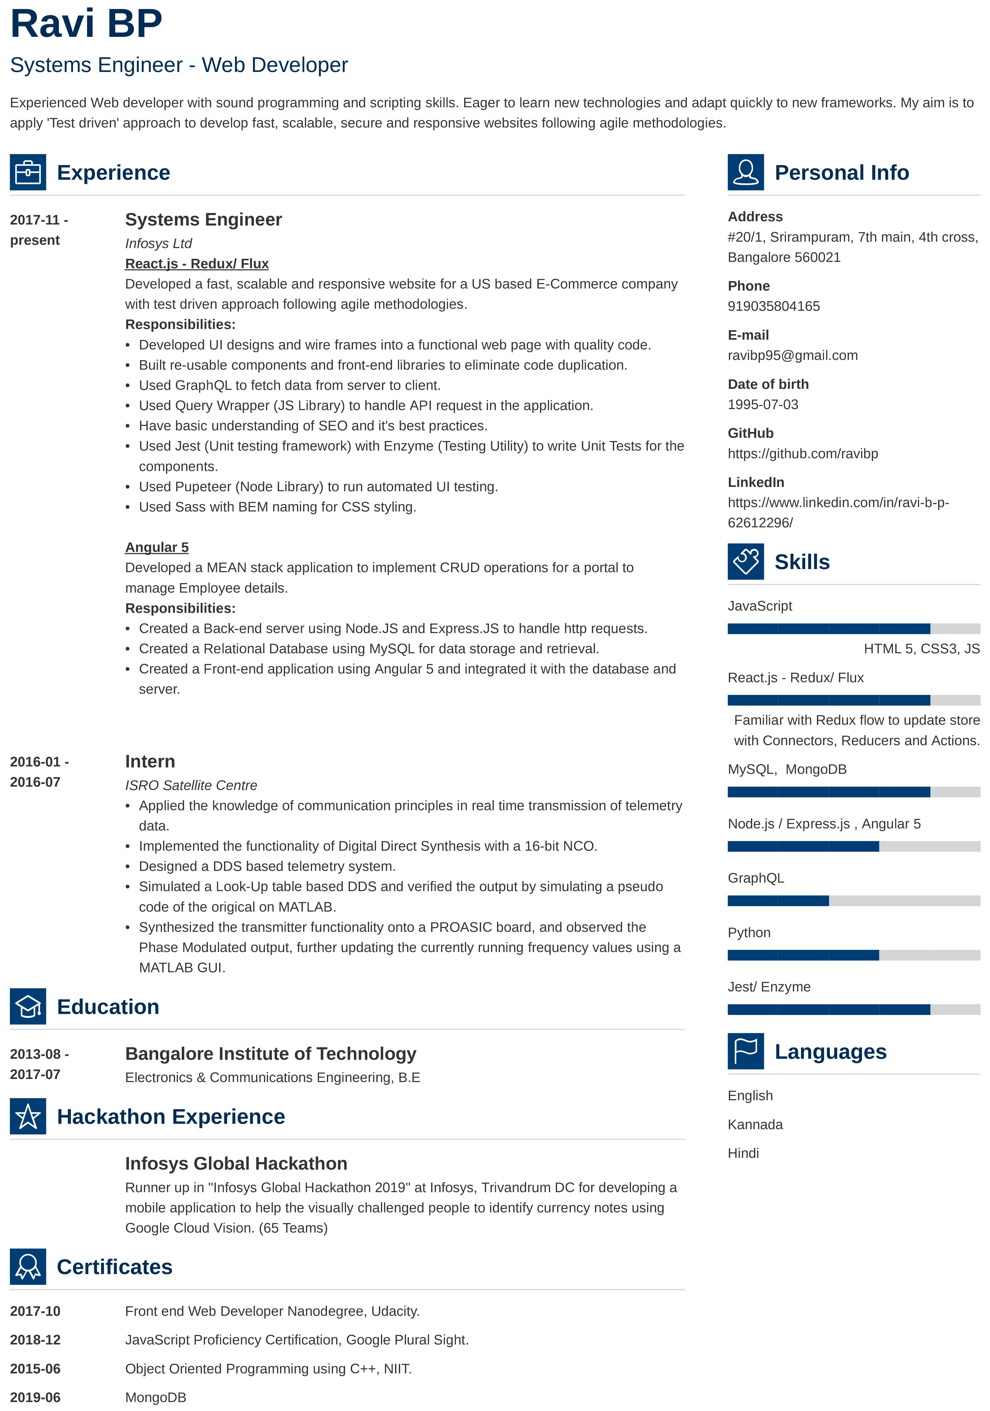 Ravi BP
Systems Engineer - Web Developer
Experienced Web developer with sound programming and scripting skills. Eager to learn new technologies and adapt quickly to new frameworks. My aim is to
apply 'Test driven' approach to develop fast, scalable, secure and responsive websites following agile methodologies.
Experience
2017-11 -
present
Systems Engineer
Infosys Ltd
React.js - Redux/ Flux
Developed a fast, scalable and responsive website for a US based E-Commerce company
with test driven approach following agile methodologies.
Responsibilities:
• Developed UI designs and wire frames into a functional web page with quality code.
• Built re-usable components and front-end libraries to eliminate code duplication.
• Used GraphQL to fetch data from server to client.
• Used Query Wrapper (JS Library) to handle API request in the application.
• Have basic understanding of SEO and it's best practices.
• Used Jest (Unit testing framework) with Enzyme (Testing Utility) to write Unit Tests for the
components.
• Used Pupeteer (Node Library) to run automated UI testing.
• Used Sass with BEM naming for CSS styling.
Angular 5
Developed a MEAN stack application to implement CRUD operations for a portal to
manage Employee details.
Responsibilities:
• Created a Back-end server using Node.JS and Express.JS to handle http requests.
• Created a Relational Database using MySQL for data storage and retrieval.
• Created a Front-end application using Angular 5 and integrated it with the database and
server.
2016-01 -
2016-07
Intern
ISRO Satellite Centre
• Applied the knowledge of communication principles in real time transmission of telemetry
data.
• Implemented the functionality of Digital Direct Synthesis with a 16-bit NCO.
• Designed a DDS based telemetry system.
• Simulated a Look-Up table based DDS and verified the output by simulating a pseudo
code of the origical on MATLAB.
• Synthesized the transmitter functionality onto a PROASIC board, and observed the
Phase Modulated output, further updating the currently running frequency values using a
MATLAB GUI.
Education
2013-08 -
2017-07
Bangalore Institute of Technology
Electronics & Communications Engineering, B.E
Hackathon Experience
Infosys Global Hackathon
Runner up in "Infosys Global Hackathon 2019" at Infosys, Trivandrum DC for developing a
mobile application to help the visually challenged people to identify currency notes using
Google Cloud Vision. (65 Teams)
Certificates
2017-10 Front end Web Developer Nanodegree, Udacity.
2018-12 JavaScript Proficiency Certification, Google Plural Sight.
2015-06 Object Oriented Programming using C++, NIIT.
2019-06 MongoDB
Personal Info
Address
#20/1, Srirampuram, 7th main, 4th cross,
Bangalore 560021
Phone
919035804165
E-mail
ravibp95@gmail.com
Date of birth
1995-07-03
GitHub
https://github.com/ravibp
LinkedIn
https://www.linkedin.com/in/ravi-b-p-
62612296/
Skills
JavaScript
HTML 5, CSS3, JS
React.js - Redux/ Flux
Familiar with Redux flow to update store
with Connectors, Reducers and Actions.
MySQL, MongoDB
Node.js / Express.js , Angular 5
GraphQL
Python
Jest/ Enzyme
Languages
English
Kannada
Hindi